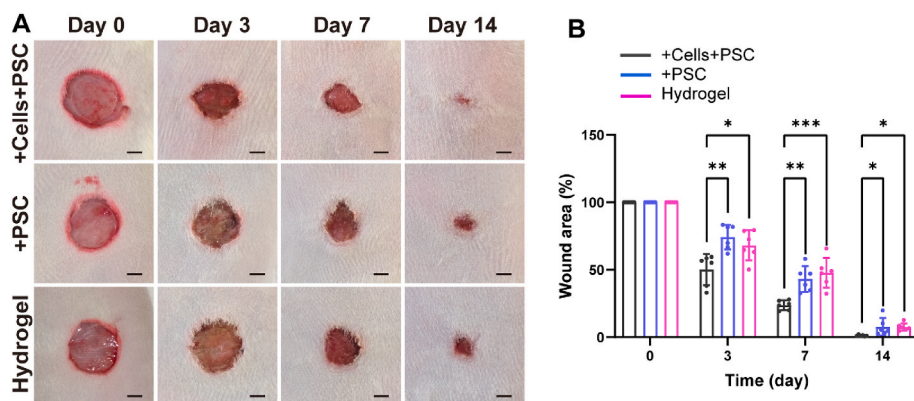 A
Day 0 Day 3 Day 7 Day 14
+Cells+PSC
+PSC
Hydrogel
B
+Cells+PSC
+PSC
Hydrogel
* *** *
** ** *
Wound area (%)
150
100
50
0
0 3 7 14
Time (day)